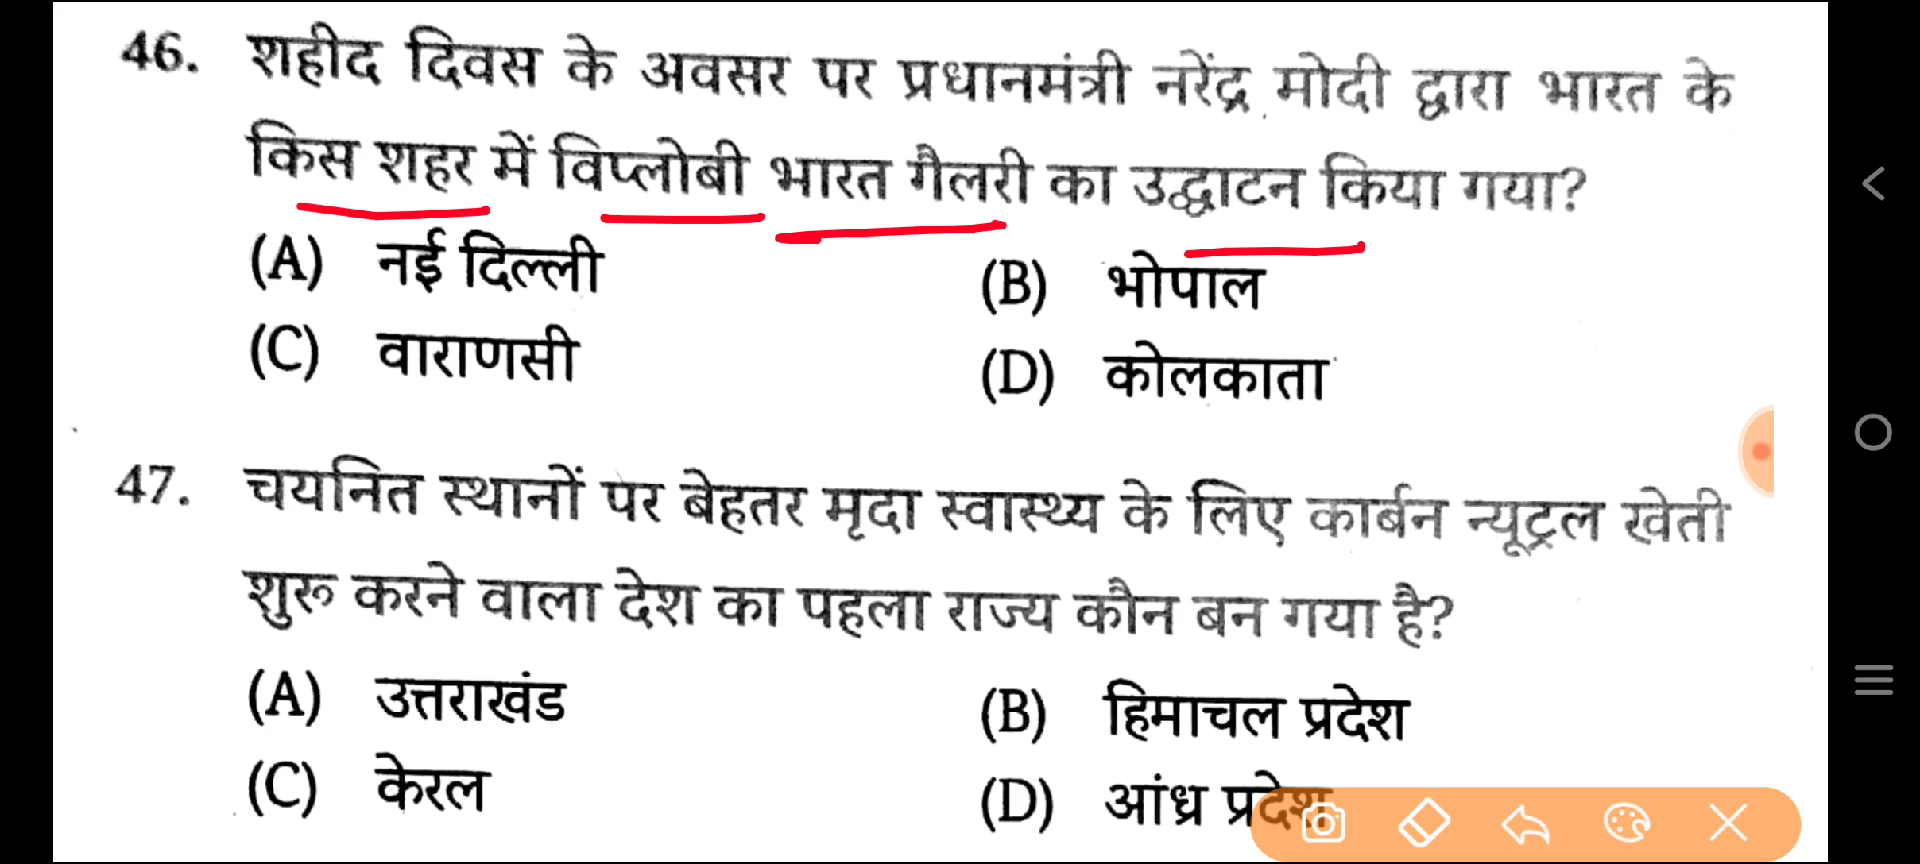 46. शहीद दिवस के अवसर पर प्रधानमंत्री नरेंद्र मोदी द्वारा भारत के
किस शहर में विप्लोबी भारत गैलरी का उद्घाटन किया गया?
(A) नई दिल्ली (B) भोपाल
(C) वाराणसी (D) कोलकाता
47. चयनित स्थानों पर बेहतर मृदा स्वास्थ्य के लिए कार्बन न्यूट्रल खेती
शुरू करने वाला देश का पहला राज्य कौन बन गया है?
(A) उत्तराखंड (B) हिमाचल प्रदेश
(C) केरल (D) आंध्र प्रदेश